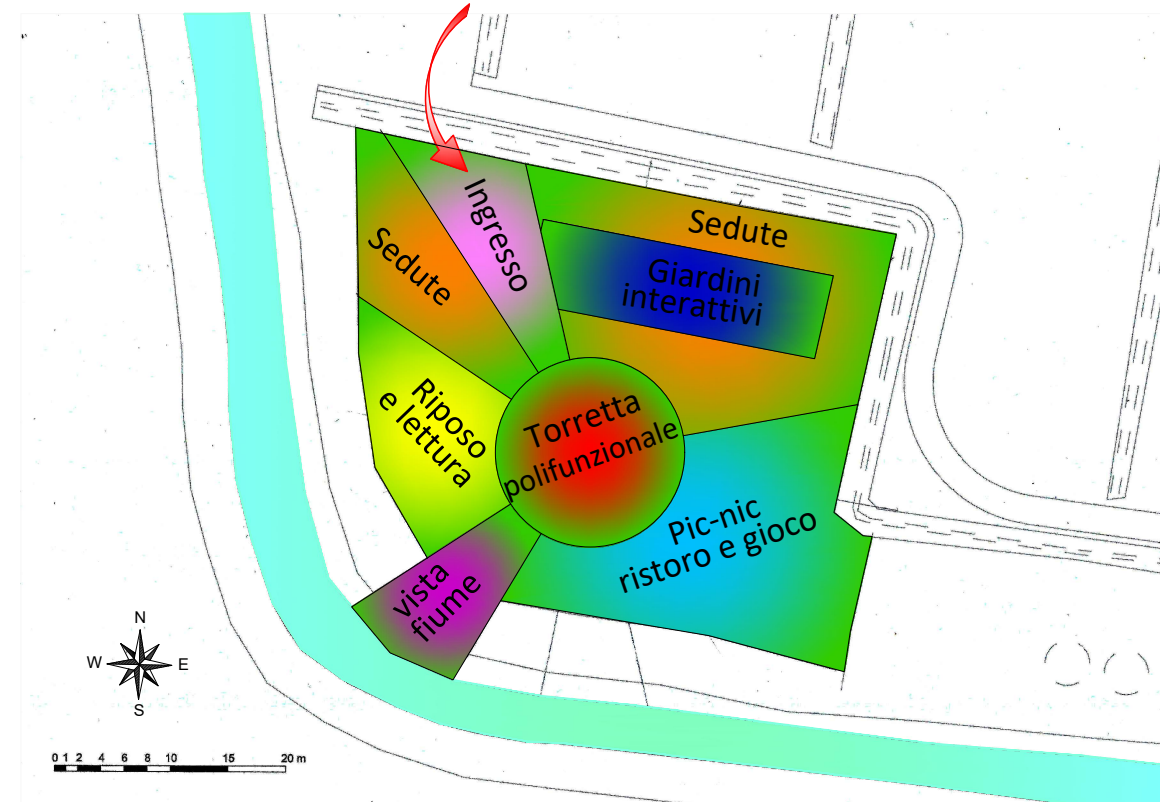 Ingresso
Sedute
Sedute
Giardini
interattivi
Riposo
e lettura
Torretta
polifunzionale
Pic-nic
ristoro e gioco
vista
fiume
N
W E
S
0 1 2 4 6 8 10 15 20 m